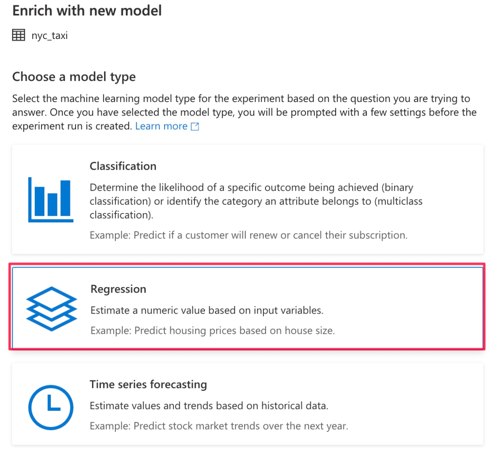 Enrich with new model
nyc_taxi
Choose a model type
Select the machine learning model type for the experiment based on the question you are trying to
answer. Once you have selected the model type, you will be prompted with a few settings before the
experiment run is created. Learn more
Classification
Determine the likelihood of a specific outcome being achieved (binary
classification) or identify the category an attribute belongs to (multiclass
classification).
Example: Predict if a customer will renew or cancel their subscription.
Regression
Estimate a numeric value based on input variables.
Example: Predict housing prices based on house size.
Time series forecasting
Estimate values and trends based on historical data.
Example: Predict stock market trends over the next year.